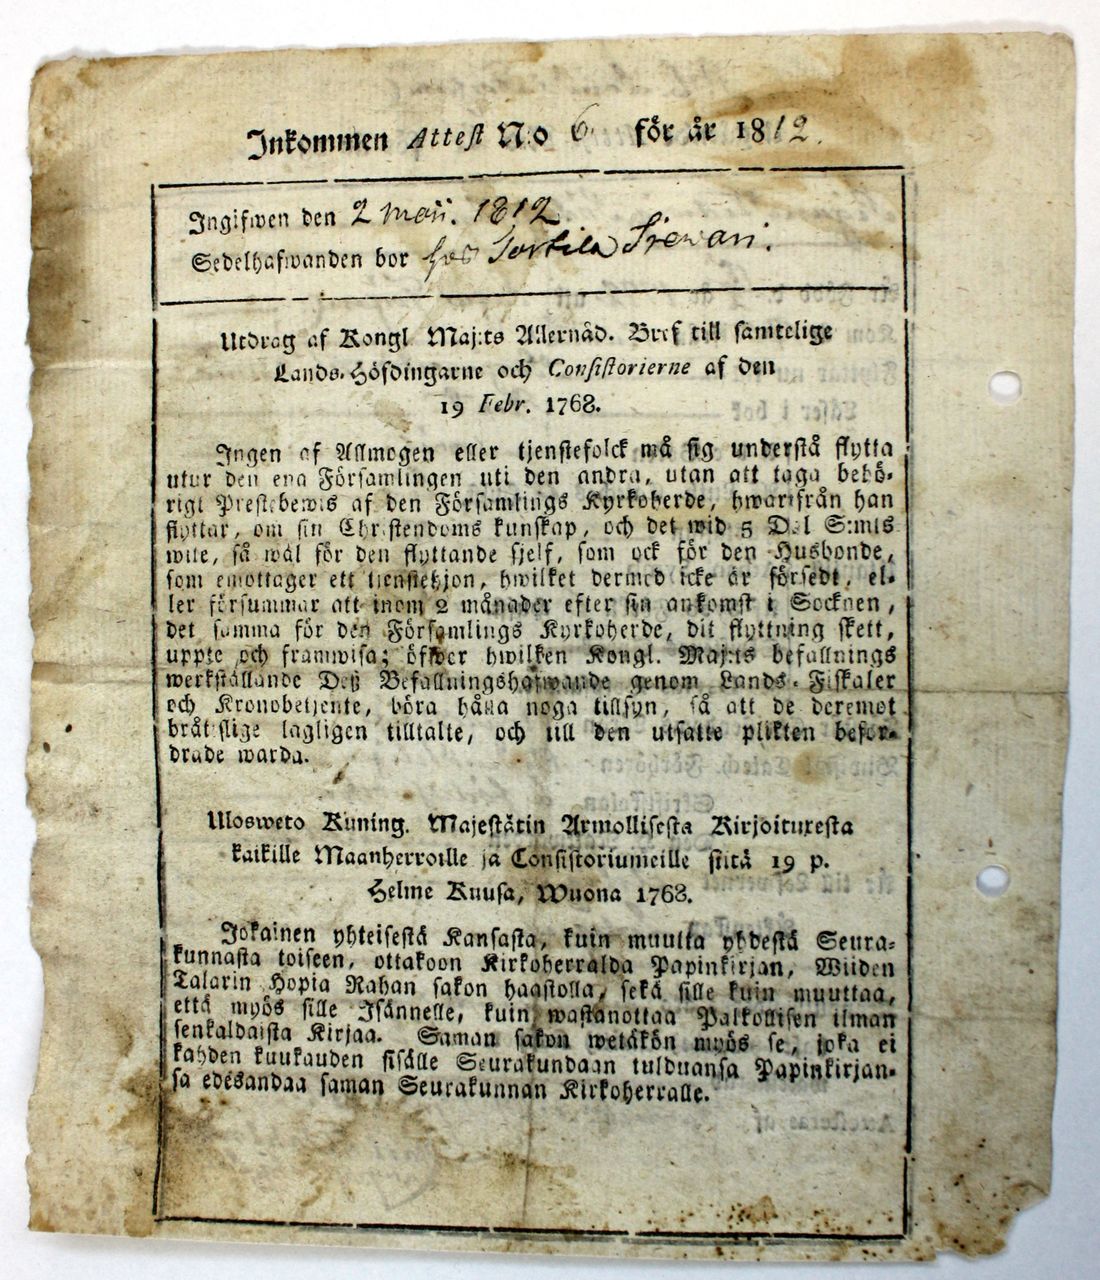 Inkommen Attest N:o 6. för år 1812.
Ingifwen den 2 Maii. 1812
Sedelhafwanden bor hos
Utdrag af Kongl Maj:ts Allernåd. Bref till samtelige
Lands-Höfdingarne och Consistorierne af den
19 Febr. 1768.
Ingen af Allmogen eller tjenstefolck må sig understå flytta
utur den ena Församlingen uti den andra, utan att taga behö-
rigt Prestebewis af den Församlings Kyrkoherde, hwarifrån han
flyttar, om sin Christendoms kunskap, och det wid 5 Dal S:mts
wite, så wäl för den flyttande sjelf, som ock för den Husbonde,
som emottager ett tjenstehjon, hwilket dermed icke är försedt, el-
ler försummar att inom 2 månader efter sin ankomst i Socknen,
det samma för den Församlings Kyrkoherde, dit flyttning skett,
uppte och framwisa; öfwer hwilken Kongl. Maj:ts befallnings
werkställande Deß Befallningshafwande genom Lands-Fiskaler
och Kronobetjente, böra hålla noga tillsyn, så att de deremot
bråtslige lagligen tilltalte, och till den utsatte plikten befor-
drade warda.
Ulosweto Kuning. Majestätin Armollisesta Kirjoituxesta
kaikille Maanherroille ja Consistoriumeille siitä 19 p.
Helme Kuusa, Wuona 1768.
Jokainen yhteisestä Kansasta, kuin muutta yhdestä Seura-
kunnasta toiseen, ottakoon Kirkoherralda Papinkirjan, Wiiden
Talarin Hopia Rahan sakon haastolla, sekä sille kuin muuttaa,
että myös sille Isännelle, kuin wastanottaa Palkollisen ilman
senkaldaista Kirjaa. Saman sakon wetäkön myös se, joka ei
kahden kuukauden sisälle Seurakundaan tulduansa Papinkirjan-
sa edesandaa saman Seurakunnan Kirkoherralle.